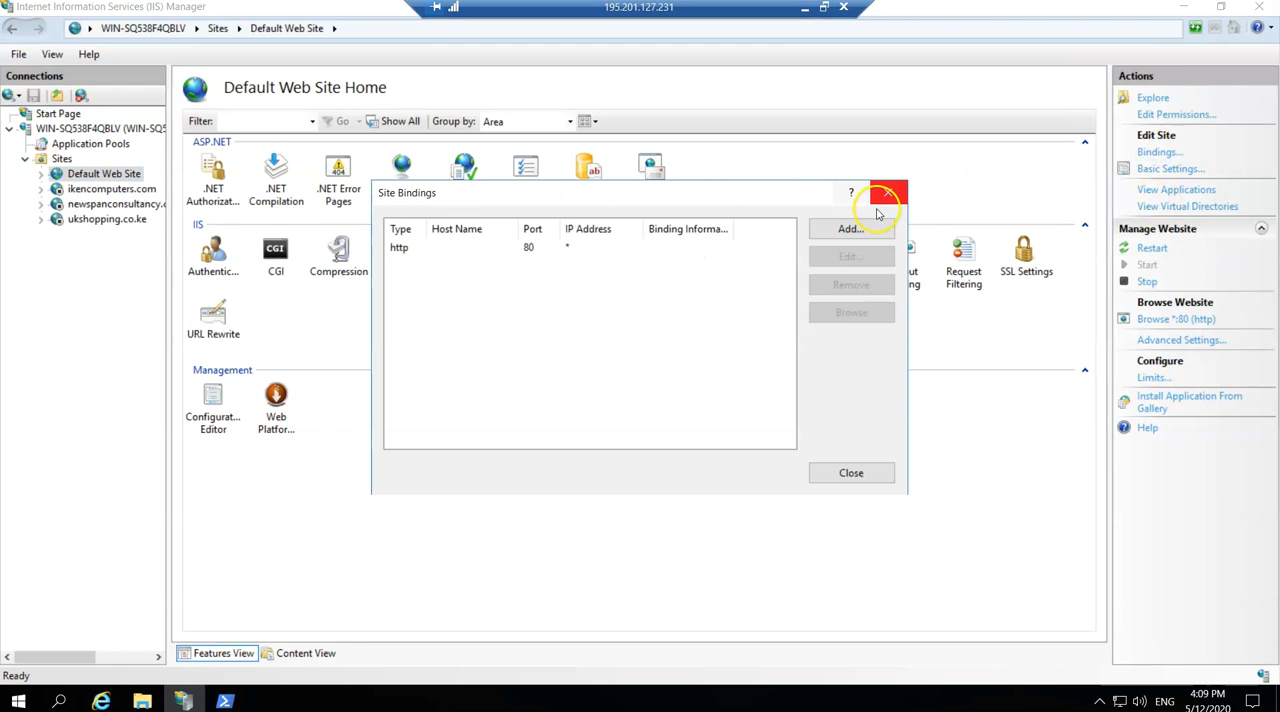 Internet Information Services (IIS) Manager
195.201.127.231
WIN-SQ538F4QBLV
Sites
Default Web Site
File View Help
Connections
Start Page
WIN-SQ538F4QBLV (WIN-SQ5
Application Pools
Sites
Default Web Site
ikencomputers.com
newspanconsultancy.c
ukshopping.co.ke
Default Web Site Home
Filter:
Go
Show All
Group by:
Area
ASP.NET
.NET
Authorizat...
.NET
Compilation
404
.NET Error
Pages
ab
IIS
Authentic...
CGI
CGI
Compression
Request
Filtering
SSL Settings
URL Rewrite
Management
Configurat...
Editor
Web
Platfor...
Site Bindings
?
Type Host Name Port IP Address Binding Informa...
http 80 *
Add...
Edit...
Remove
Browse
Close
Actions
Explore
Edit Permissions...
Edit Site
Bindings...
Basic Settings...
View Applications
View Virtual Directories
Manage Website
Restart
Start
Stop
Browse Website
Browse *:80 (http)
Advanced Settings...
Configure
Limits...
Install Application From
Gallery
Help
Features View
Content View
Ready
ENG
4:09 PM
5/12/2020